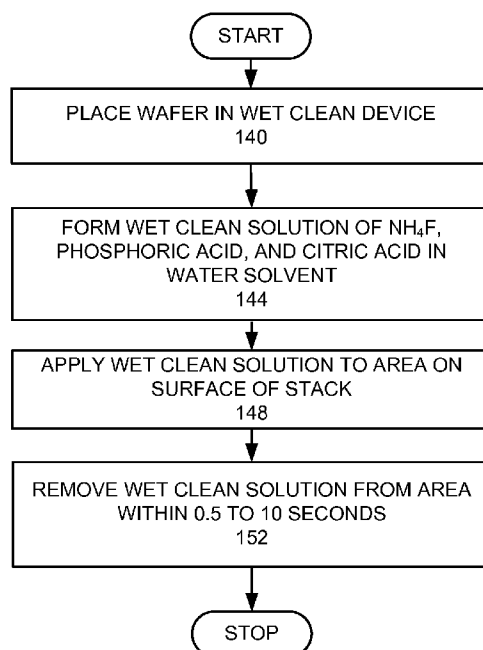 START
PLACE WAFER IN WET CLEAN DEVICE
140
FORM WET CLEAN SOLUTION OF NH₄F,
PHOSPHORIC ACID, AND CITRIC ACID IN
WATER SOLVENT
144
APPLY WET CLEAN SOLUTION TO AREA ON
SURFACE OF STACK
148
REMOVE WET CLEAN SOLUTION FROM AREA
WITHIN 0.5 TO 10 SECONDS
152
STOP